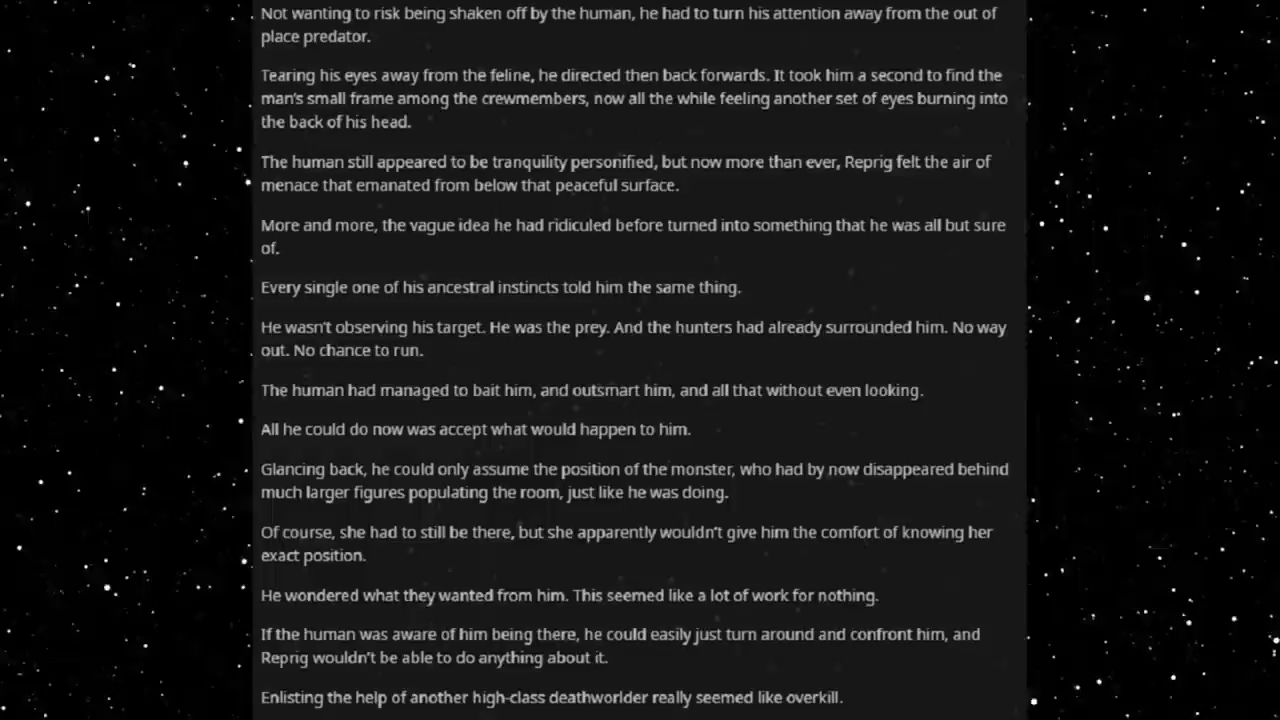 Not wanting to risk being shaken off by the human, he had to turn his attention away from the out of
place predator.
Tearing his eyes away from the feline, he directed then back forwards. It took him a second to find the
man's small frame among the crewmembers, now all the while feeling another set of eyes burning into
the back of his head.
The human still appeared to be tranquility personified, but now more than ever, Reprig felt the air of
menace that emanated from below that peaceful surface.
More and more, the vague idea he had ridiculed before turned into something that he was all but sure
of.
Every single one of his ancestral instincts told him the same thing.
He wasn't observing his target. He was the prey. And the hunters had already surrounded him. No way
out. No chance to run.
The human had managed to bait him, and outsmart him, and all that without even looking.
All he could do now was accept what would happen to him.
Glancing back, he could only assume the position of the monster, who had by now disappeared behind
much larger figures populating the room, just like he was doing.
Of course, she had to still be there, but she apparently wouldn't give him the comfort of knowing her
exact position.
He wondered what they wanted from him. This seemed like a lot of work for nothing.
If the human was aware of him being there, he could easily just turn around and confront him, and
Reprig wouldn't be able to do anything about it.
Enlisting the help of another high-class deathworlder really seemed like overkill.